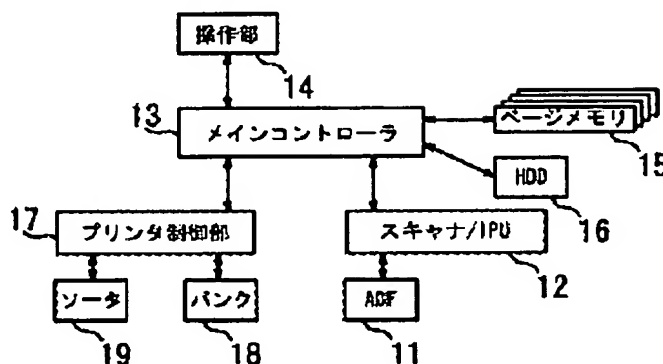 操作部
14
13
メインコントローラ
ページメモリ
15
HDD
16
17
プリンタ制御部
スキャナ/IPU
12
ソータ
バンク
ADF
19
18
11